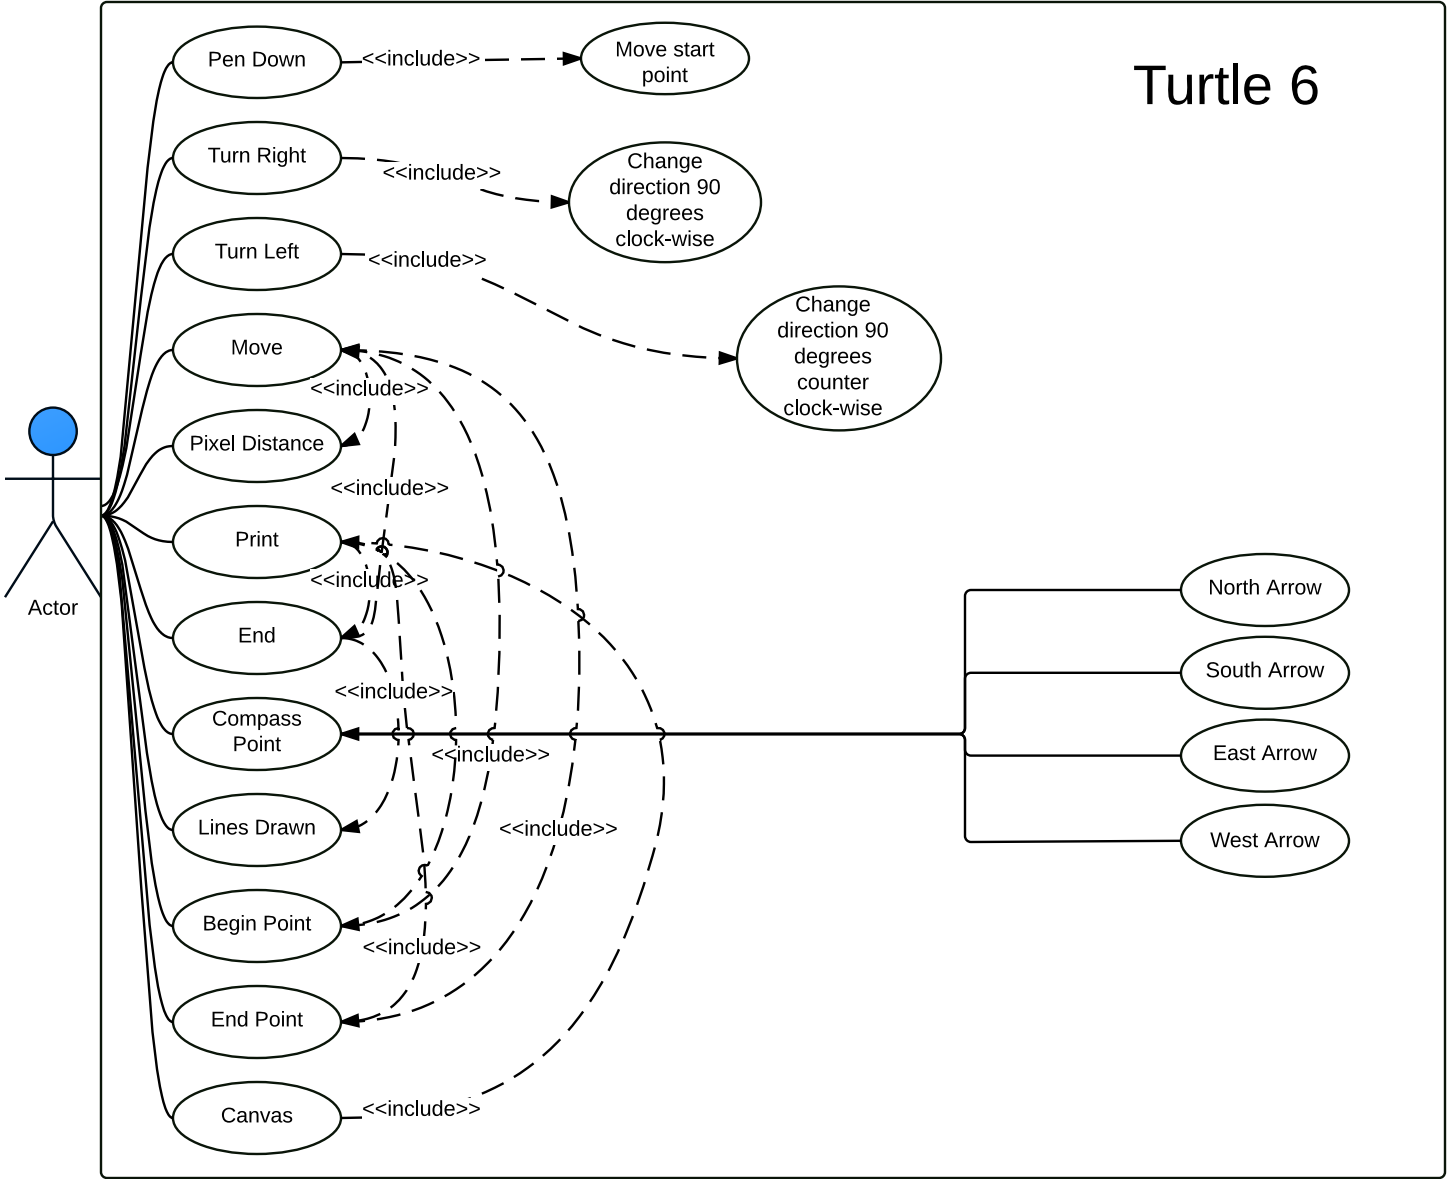 Turtle 6
Pen Down
<<include>>
Move start
point
Turn Right
<<include>>
Change
direction 90
degrees
clock-wise
Turn Left
<<include>>
Change
direction 90
degrees
counter
clock-wise
Move
<<include>>
Pixel Distance
<<include>>
Print
<<include>>
Actor
End
<<include>>
Compass
Point
<<include>>
North Arrow
South Arrow
East Arrow
West Arrow
Lines Drawn
<<include>>
Begin Point
<<include>>
End Point
Canvas
<<include>>